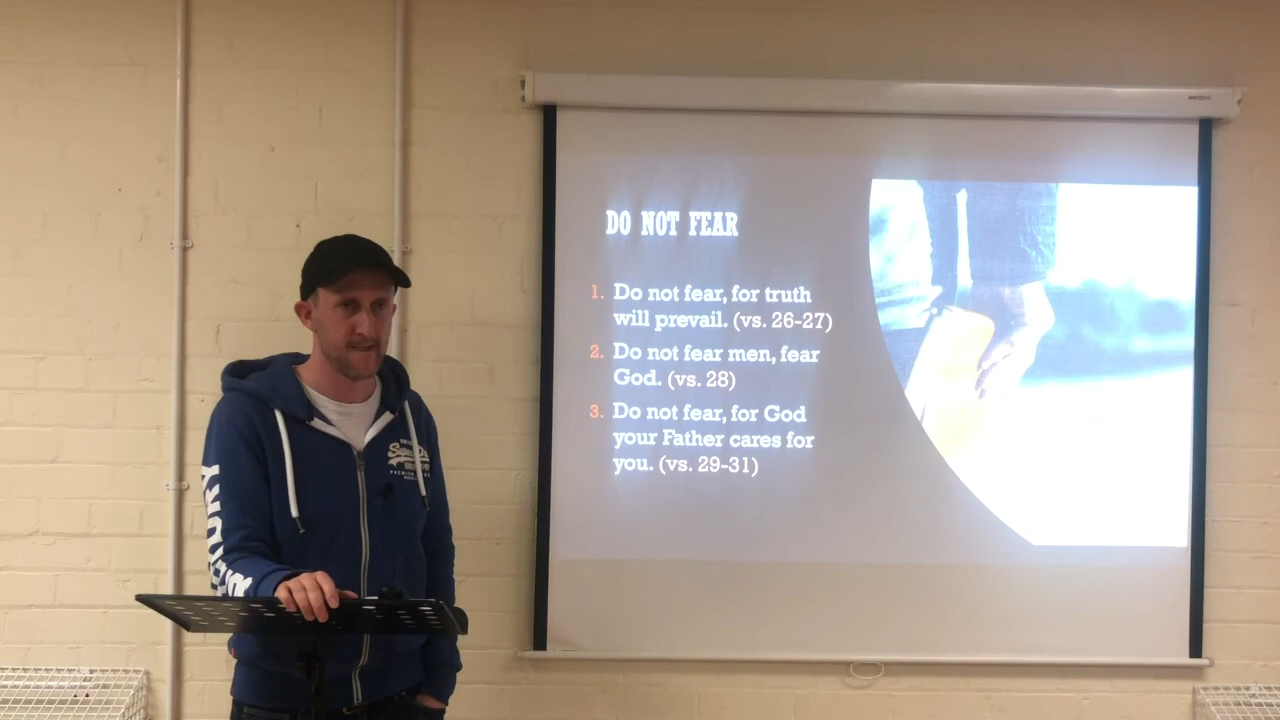 DO NOT FEAR
1. Do not fear, for truth
will prevail. (vs. 26-27)
2. Do not fear men, fear
God. (vs. 28)
3. Do not fear, for God
your Father cares for
you. (vs. 29-31)